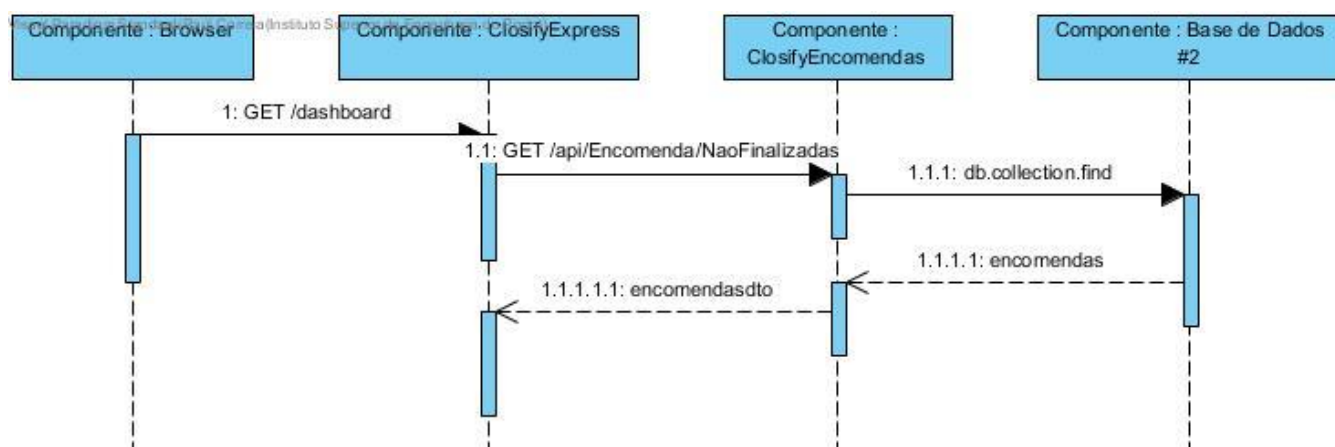 Componente : Browser
Componente : ClosifyExpress
Componente :
ClosifyEncomendas
Componente : Base de Dados
#2
1: GET /dashboard
1.1: GET /api/Encomenda/NaoFinalizadas
1.1.1: db.collection.find
1.1.1.1: encomendas
1.1.1.1.1: encomendasdto